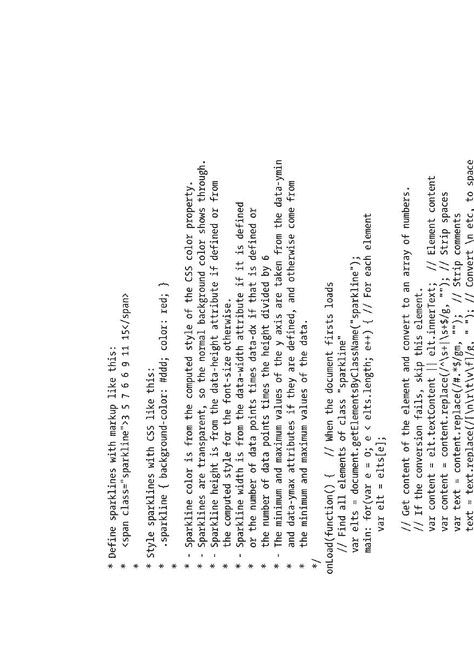 * Define sparklines with markup like this:
*   <span class="sparkline">3 5 7 6 6 9 11 15</span>
*
* Style sparklines with CSS like this:
*   .sparkline { background-color: #ddd; color: red; }
*
* - Sparkline color is from the computed style of the CSS color property.
* - Sparklines are transparent, so the normal background color shows through.
* - Sparkline height is from the data-height attribute if defined or from
*   the computed style for the font-size otherwise.
* - Sparkline width is from the data-width attribute if it is defined
*   or the number of data points times data-dx if that is defined or
*   the number of data points times the height divided by 6
* - The minimum and maximum values of the y axis are taken from the data-ymin
*   and data-ymax attributes if they are defined, and otherwise come from
*   the minimum and maximum values of the data.
*/
onLoad(function() {   // When the document firsts loads
    // Find all elements of class "sparkline"
    var elts = document.getElementsByClassName("sparkline");
    main: for(var e = 0; e < elts.length; e++) { // For each element
        var elt = elts[e];
        // Get content of the element and convert to an array of numbers.
        // If the conversion fails, skip this element.
        var content = elt.textContent || elt.innerText;  // Element content
        var content = content.replace(/^\s+|\s+$/g, ""); // Strip spaces
        var text = content.replace(/#.*$/gm, "");  // Strip comments
        text = text.replace(/[\n\r\t\v\f]/g, " "); // Convert \n etc, to space